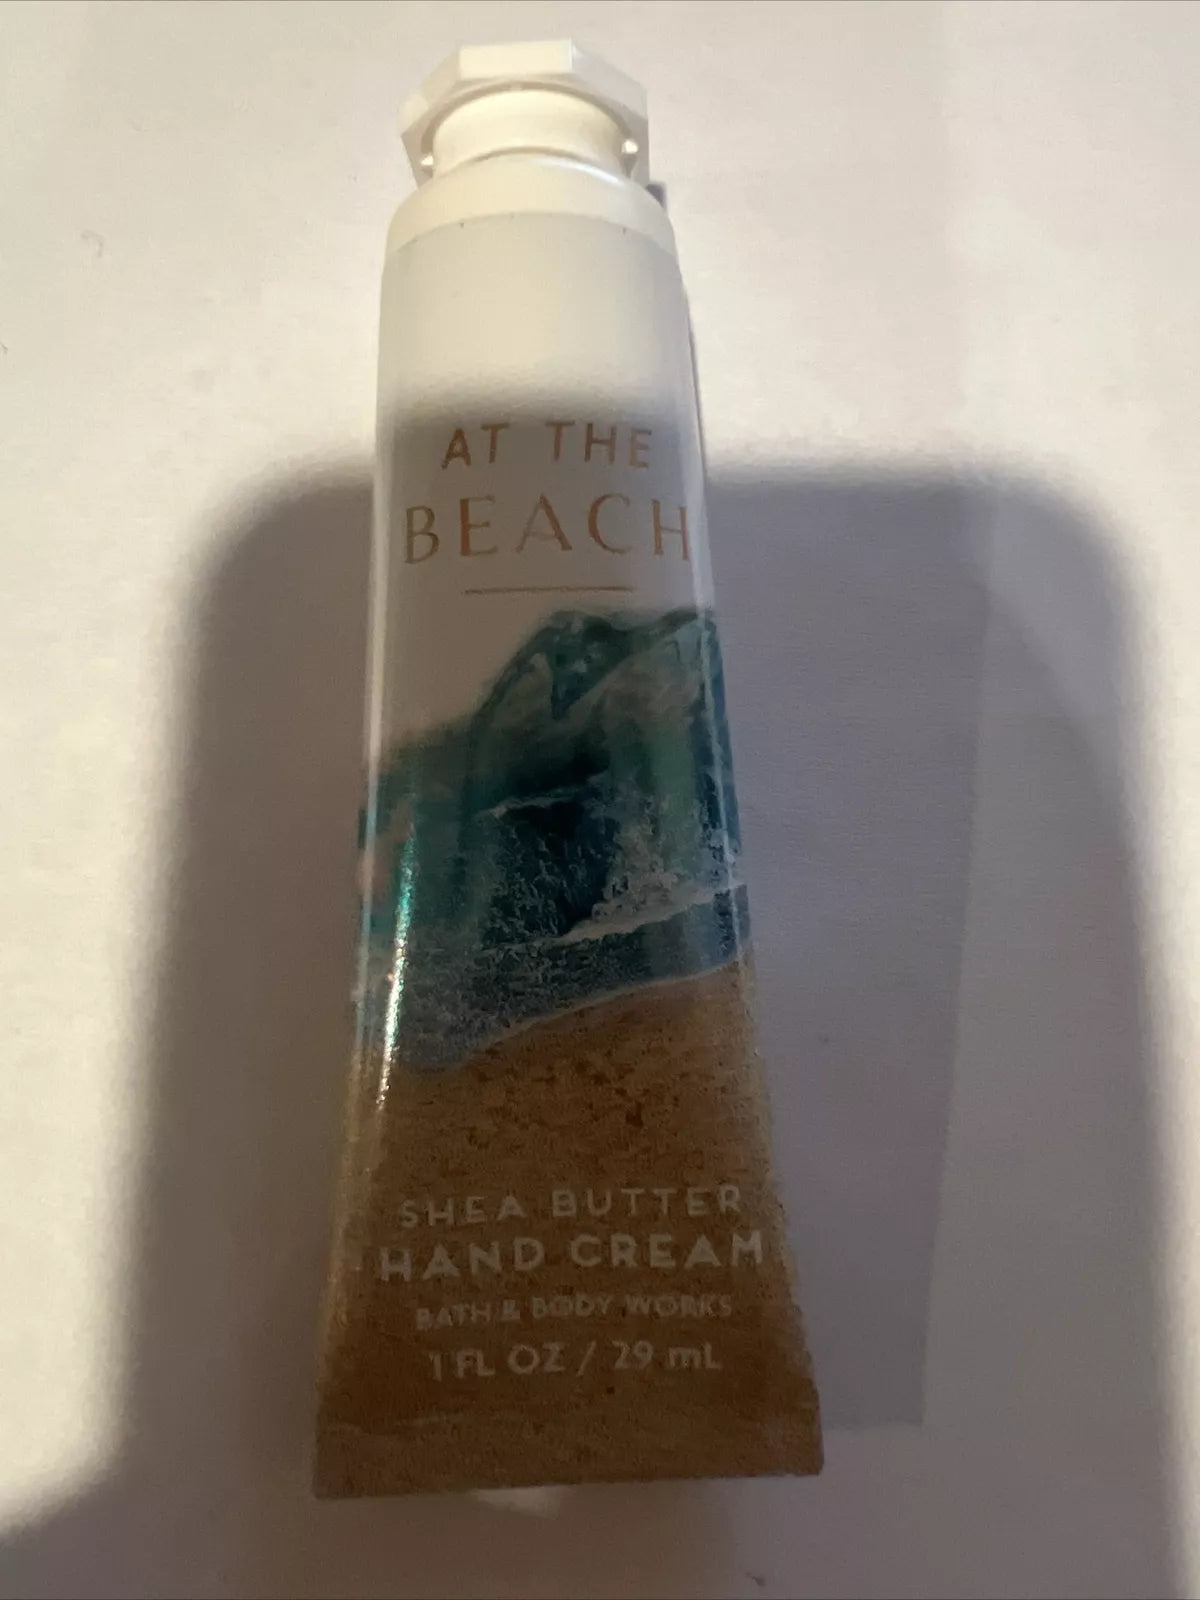 AT THE
BEACH
SHEA BUTTER
HAND CREAM
BATH & BODY WORKS
1 FL OZ / 29 mL